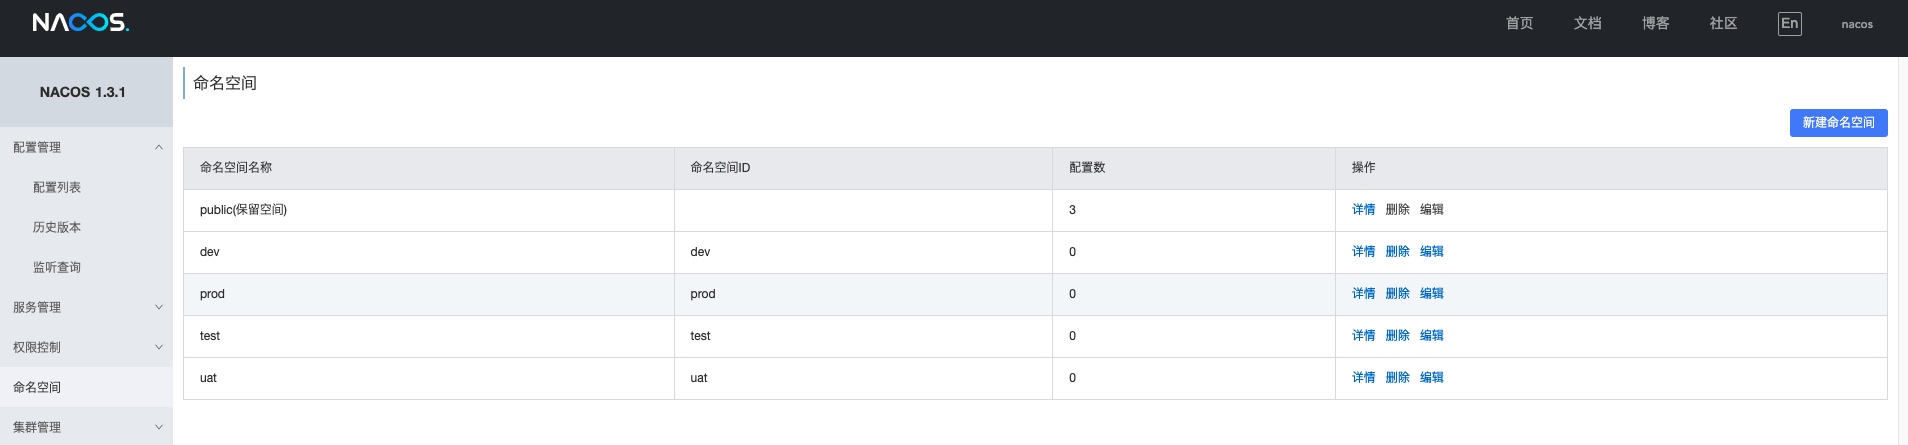 NACOS.
首页 文档 博客 社区 En nacos
NACOS 1.3.1
配置管理
配置列表
历史版本
监听查询
服务管理
权限控制
命名空间
集群管理
命名空间
新建命名空间
命名空间名称 命名空间ID 配置数 操作
public(保留空间) 3 详情 删除 编辑
dev dev 0 详情 删除 编辑
prod prod 0 详情 删除 编辑
test test 0 详情 删除 编辑
uat uat 0 详情 删除 编辑